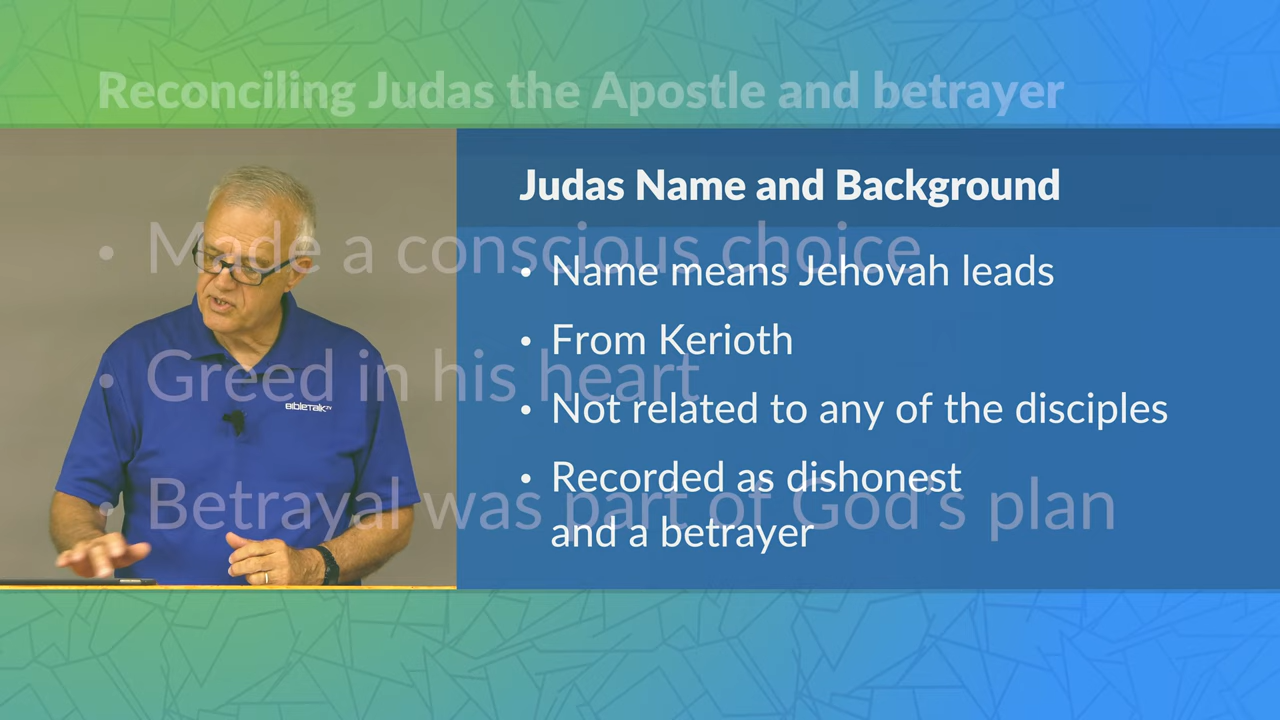 Reconciling Judas the Apostle and betrayer
• Made a conscious choice
• Greed in his heart
• Betrayal was part of God's plan
BibleTalk TV
Judas Name and Background
• Name means Jehovah leads
• From Kerioth
• Not related to any of the disciples
• Recorded as dishonest
and a betrayer